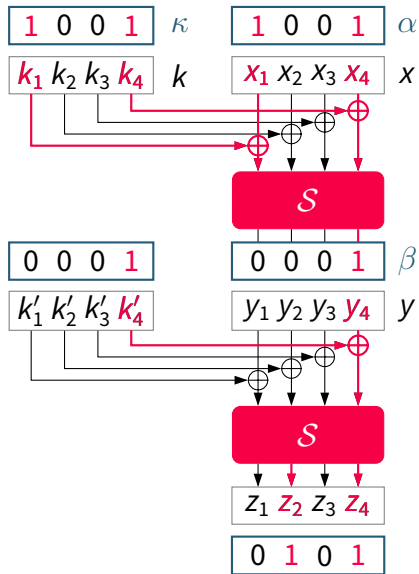 1 0 0 1 κ 1 0 0 1 α
k₁ k₂ k₃ k₄ k x₁ x₂ x₃ x₄ x
S
0 0 0 1 0 0 0 1 β
k′₁ k′₂ k′₃ k′₄ y₁ y₂ y₃ y₄ y
S
z₁ z₂ z₃ z₄
0 1 0 1